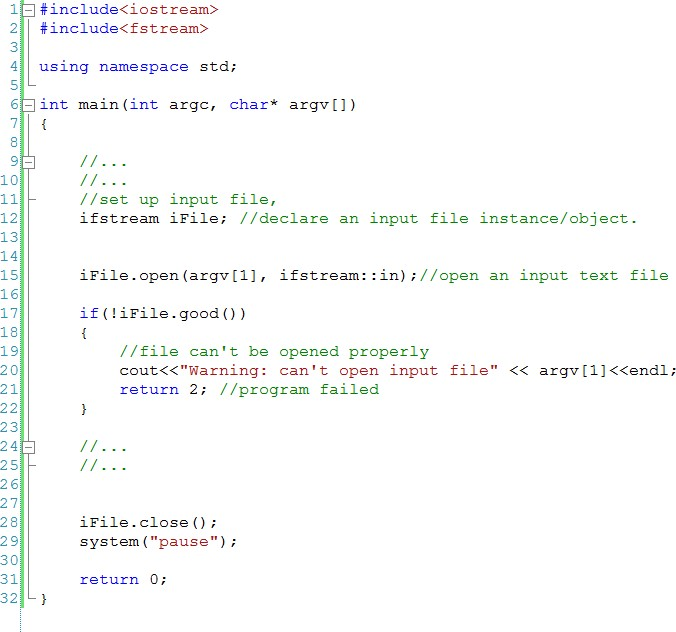 1 #include<iostream>
2 #include<fstream>
3
4 using namespace std;
5
6 int main(int argc, char* argv[])
7 {
8
9 //...
10 //...
11 //set up input file,
12 ifstream iFile; //declare an input file instance/object.
13
14
15 iFile.open(argv[1], ifstream::in);//open an input text file
16
17 if(!iFile.good())
18 {
19 //file can't be opened properly
20 cout<<"Warning: can't open input file" << argv[1]<<endl;
21 return 2; //program failed
22 }
23
24 //...
25 //...
26
27
28 iFile.close();
29 system("pause");
30
31 return 0;
32 }